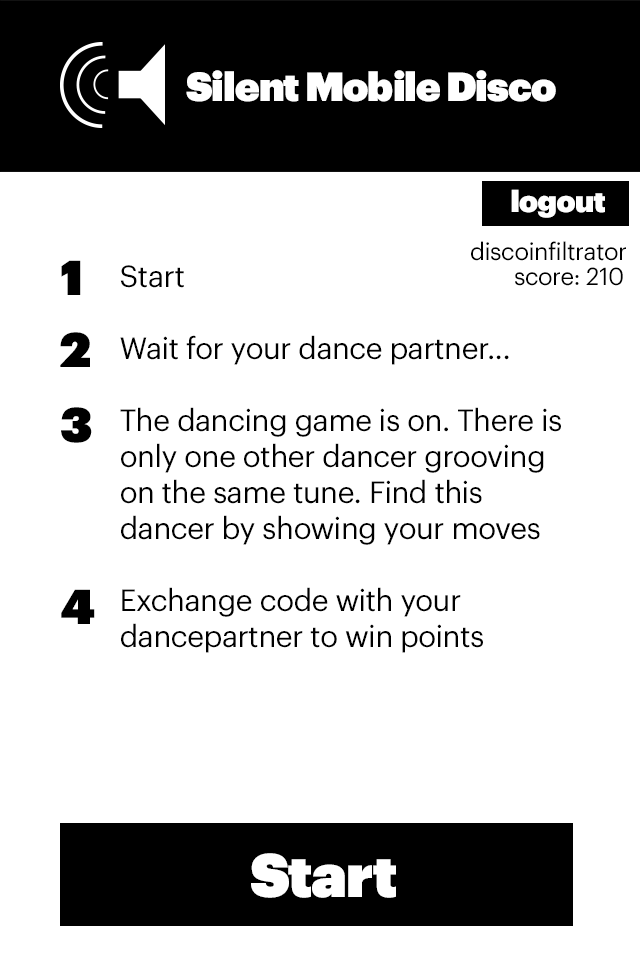 Silent Mobile Disco
logout
discoinfiltrator
score: 210
1 Start
2 Wait for your dance partner...
3 The dancing game is on. There is
only one other dancer grooving
on the same tune. Find this
dancer by showing your moves
4 Exchange code with your
dancepartner to win points
Start